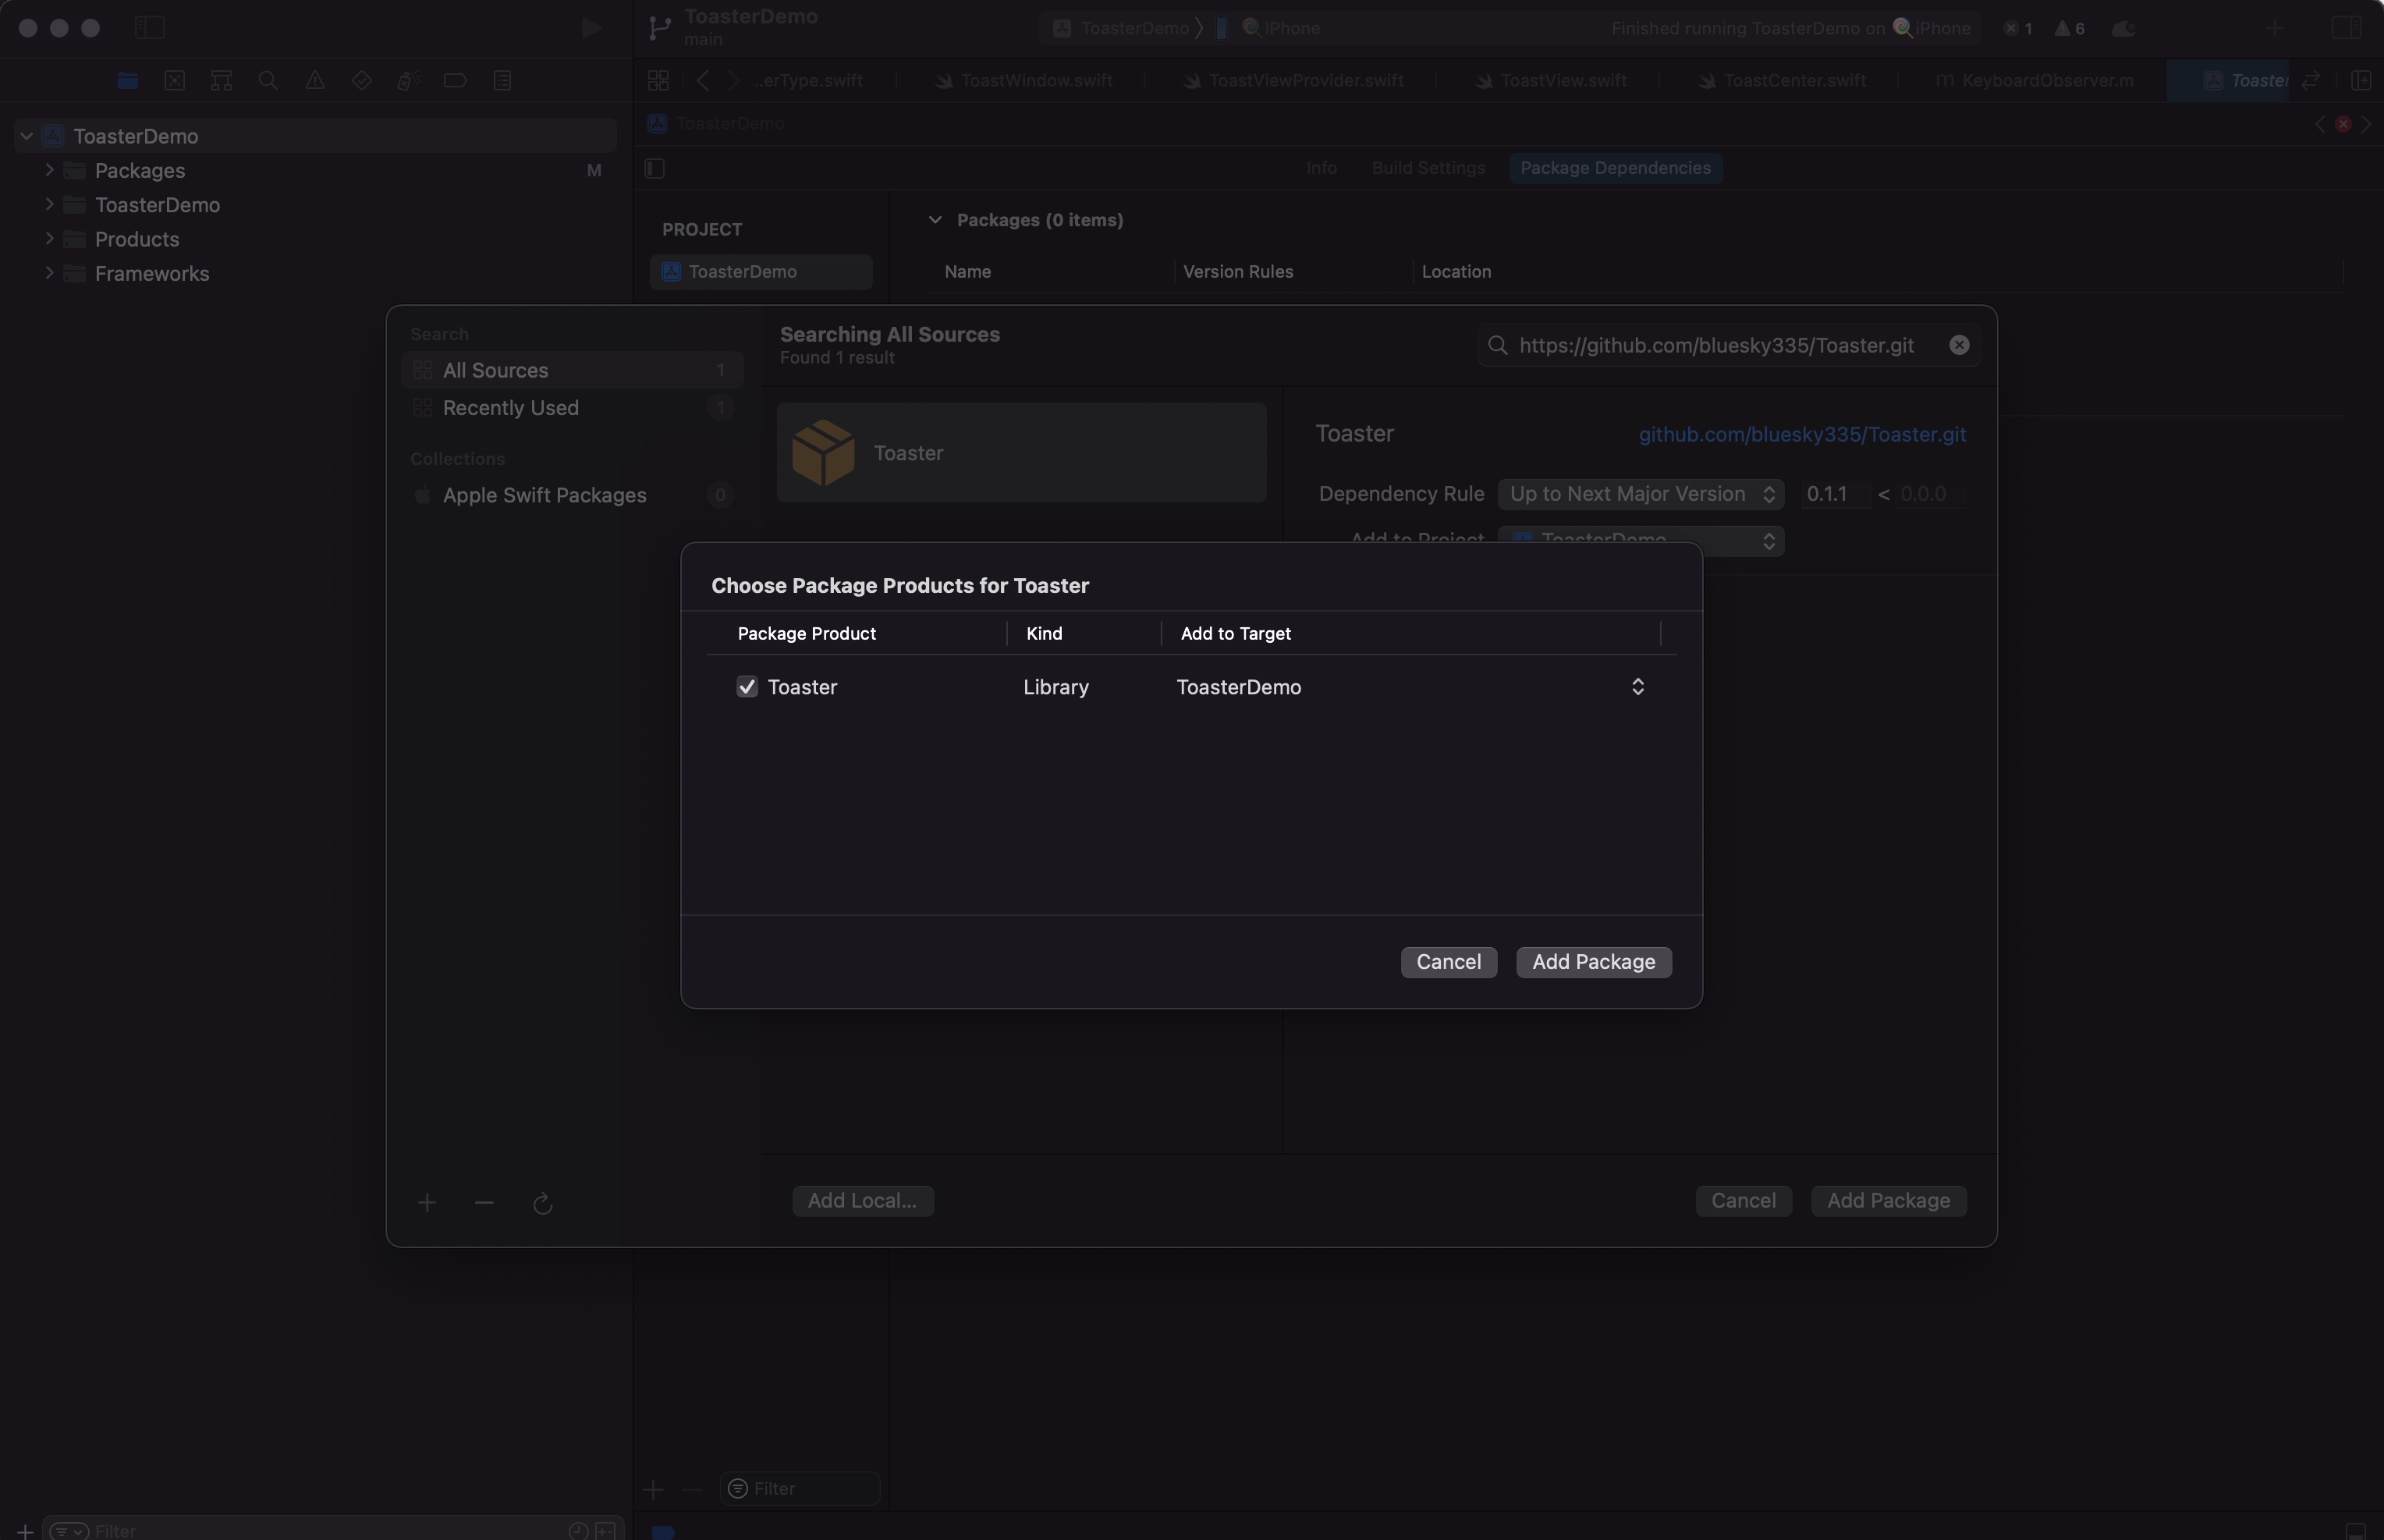 ToasterDemo
main
ToasterDemo
iPhone
Finished running ToasterDemo on iPhone
1
6
..erType.swift
ToastWindow.swift
ToastViewProvider.swift
ToastView.swift
ToastCenter.swift
m KeyboardObserver.m
Toaster
ToasterDemo
Packages
M
ToasterDemo
Products
Frameworks
ToasterDemo
Info
Build Settings
Package Dependencies
PROJECT
ToasterDemo
Packages (0 items)
Name
Version Rules
Location
Search
All Sources
1
Recently Used
1
Collections
Apple Swift Packages
0
Searching All Sources
Found 1 result
https://github.com/bluesky335/Toaster.git
Toaster
Toaster
github.com/bluesky335/Toaster.git
Dependency Rule
Up to Next Major Version
0.1.1 < 0.0.0
Add to Project
ToasterDemo
Choose Package Products for Toaster
Package Product
Kind
Add to Target
Toaster
Library
ToasterDemo
Cancel
Add Package
Add Local...
Cancel
Add Package
Filter
Filter